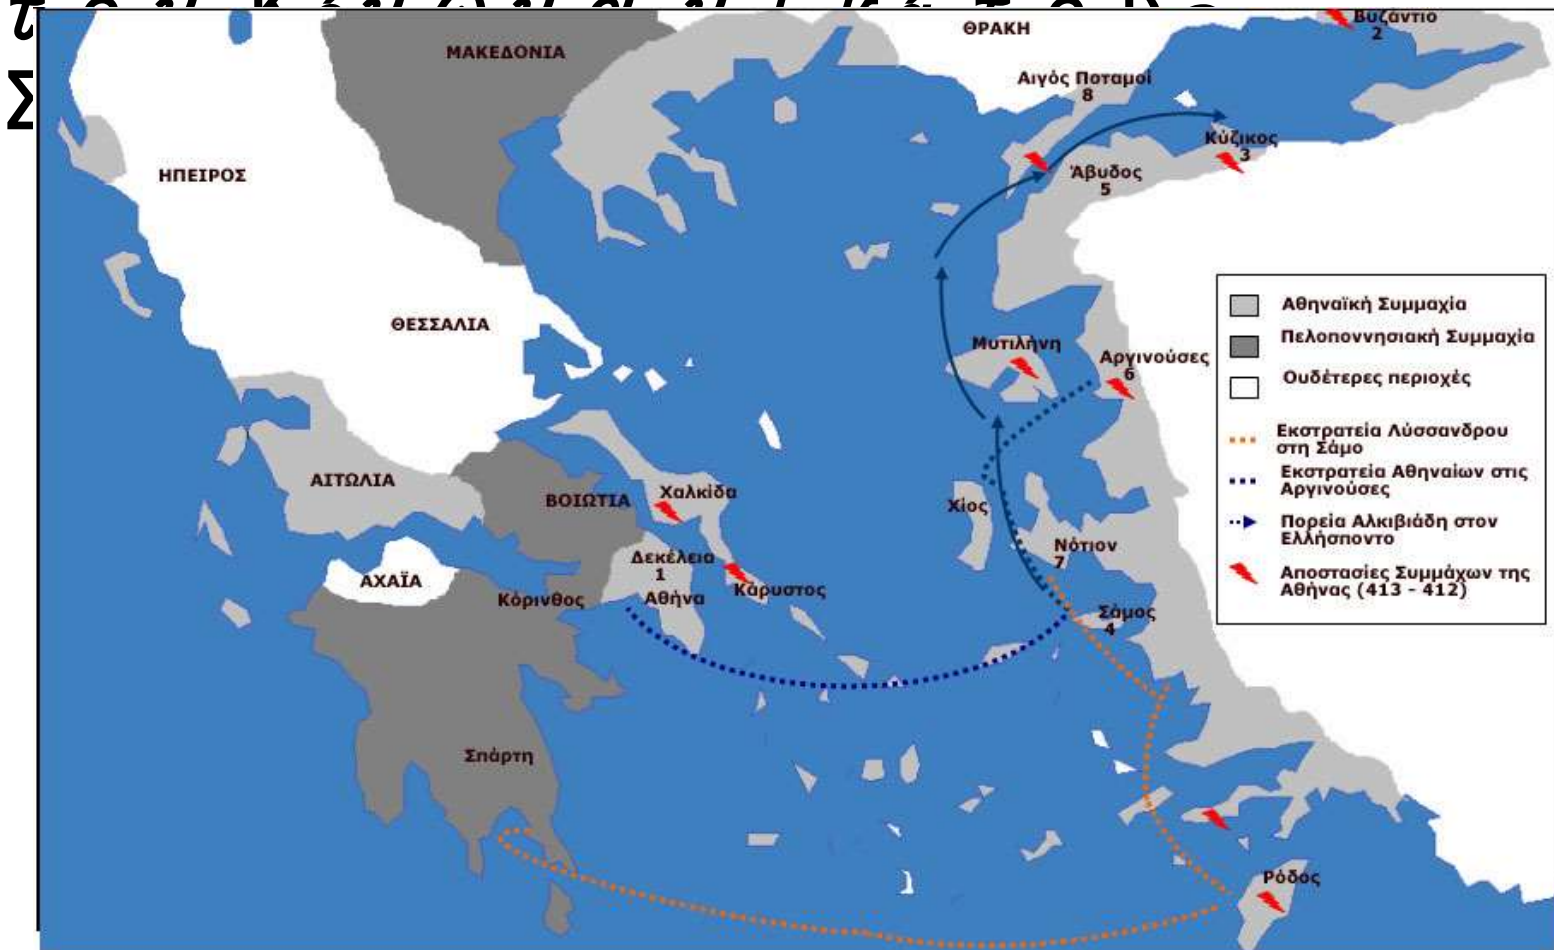 Σ
ΘΡΑΚΗ
Βυζάντιο
2
ΜΑΚΕΔΟΝΙΑ
Αιγός Ποταμοί
8
Κύζικος
3
ΗΠΕΙΡΟΣ
Άβυδος
5
ΘΕΣΣΑΛΙΑ
Μυτιλήνη
Αργινούσες
6
ΑΙΤΩΛΙΑ
ΒΟΙΩΤΙΑ
Χαλκίδα
Χίος
Δεκέλεια
1
Αθήνα
Νότιον
7
ΑΧΑΪΑ
Κόρινθος
Κάρυστος
Σάμος
4
Σπάρτη
Ρόδος
Αθηναϊκή Συμμαχία
Πελοποννησιακή Συμμαχία
Ουδέτερες περιοχές
Εκστρατεία Λύσσανδρου
στη Σάμο
Εκστρατεία Αθηναίων στις
Αργινούσες
Πορεία Αλκιβιάδη στον
Ελλήσποντο
Αποστασίες Συμμάχων της
Αθήνας (413 - 412)